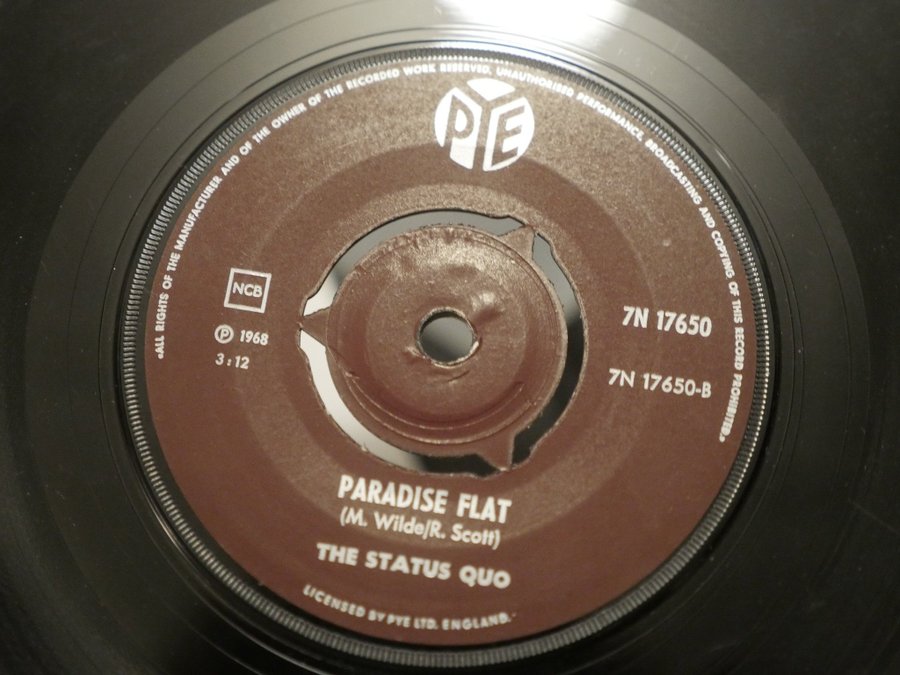 •ALL RIGHTS OF THE MANUFACTURER AND OF THE OWNER OF THE RECORDED WORK RESERVED, UNAUTHORISED PERFORMANCE, BROADCASTING AND COPYING OF THIS RECORD PROHIBITED•
PYE
NCB
Ⓟ 1968
3:12
7N 17650
7N 17650-B
PARADISE FLAT
(M. Wilde/R. Scott)
THE STATUS QUO
LICENSED BY PYE LTD. ENGLAND.